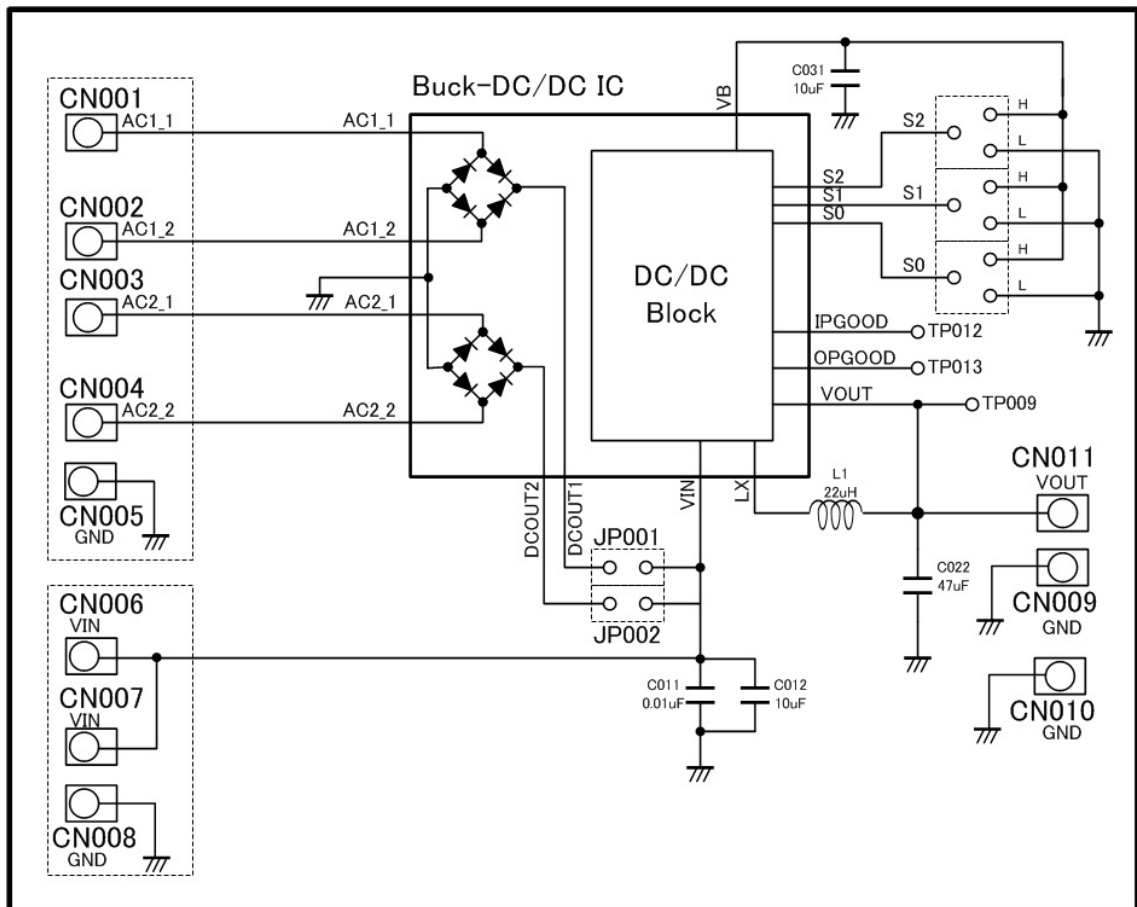 CN001
AC1_1
AC1_1
CN002
AC1_2
AC1_2
CN003
AC2_1
AC2_1
CN004
AC2_2
AC2_2
CN005
GND
CN006
VIN
CN007
VIN
CN008
GND
Buck-DC/DC IC
DC/DC
Block
VB
C031
10uF
S2
S1
S0
S2
H
L
S1
H
L
S0
H
L
IPGOOD
TP012
OPGOOD
TP013
VOUT
TP009
DCOUT2
DCOUT1
VIN
LX
L1
22uH
JP001
JP002
C011
0.01uF
C012
10uF
C022
47uF
CN011
VOUT
CN009
GND
CN010
GND